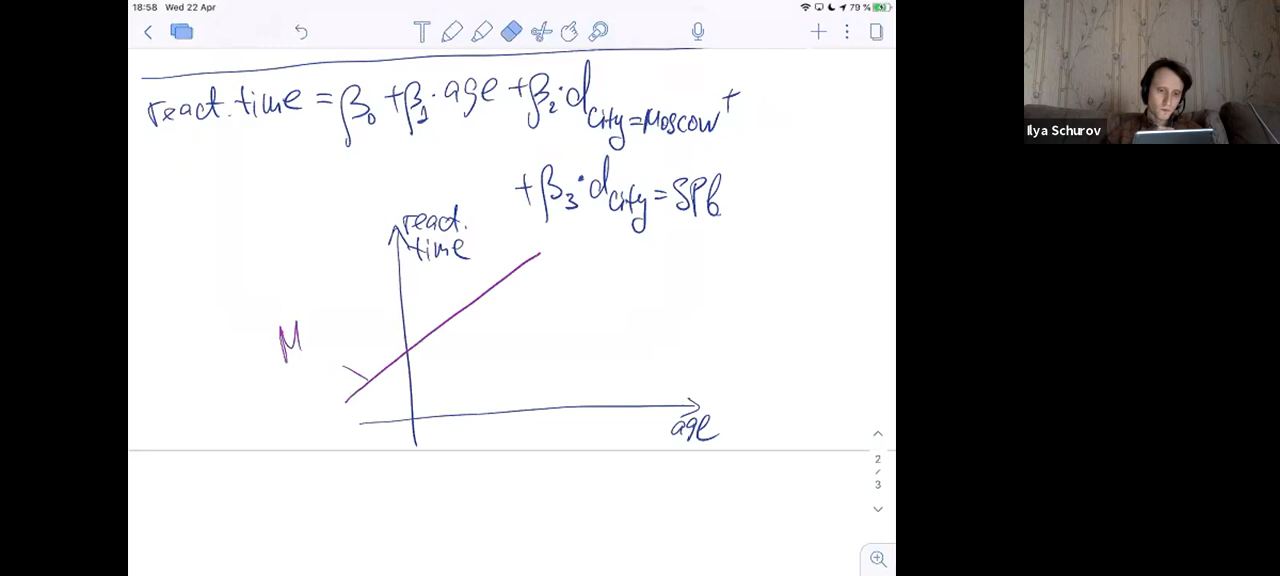 18:58 Wed 22 Apr
79 %
T
react.time = β₀ + β₁ · age + β₂ · d city=Moscow +
+ β₃ · d city = SPb
react.
time
M
age
2
/
3
Ilya Schurov